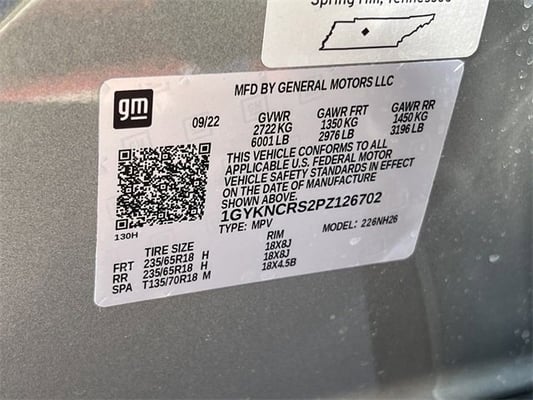 Spring Hill, Tennessee
MFD BY GENERAL MOTORS LLC
gm
09/22 GVWR GAWR FRT GAWR RR
2722 KG 1350 KG 1450 KG
6001 LB 2976 LB 3196 LB
THIS VEHICLE CONFORMS TO ALL
APPLICABLE U.S. FEDERAL MOTOR
VEHICLE SAFETY STANDARDS IN EFFECT
ON THE DATE OF MANUFACTURE
SHOWN ABOVE.
1GYKNCRS2PZ126702
TYPE: MPV MODEL: 226NH26
130H
TIRE SIZE RIM
FRT 235/65R18 H 18X8J
RR 235/65R18 H 18X8J
SPA T135/70R18 M 18X4.5B